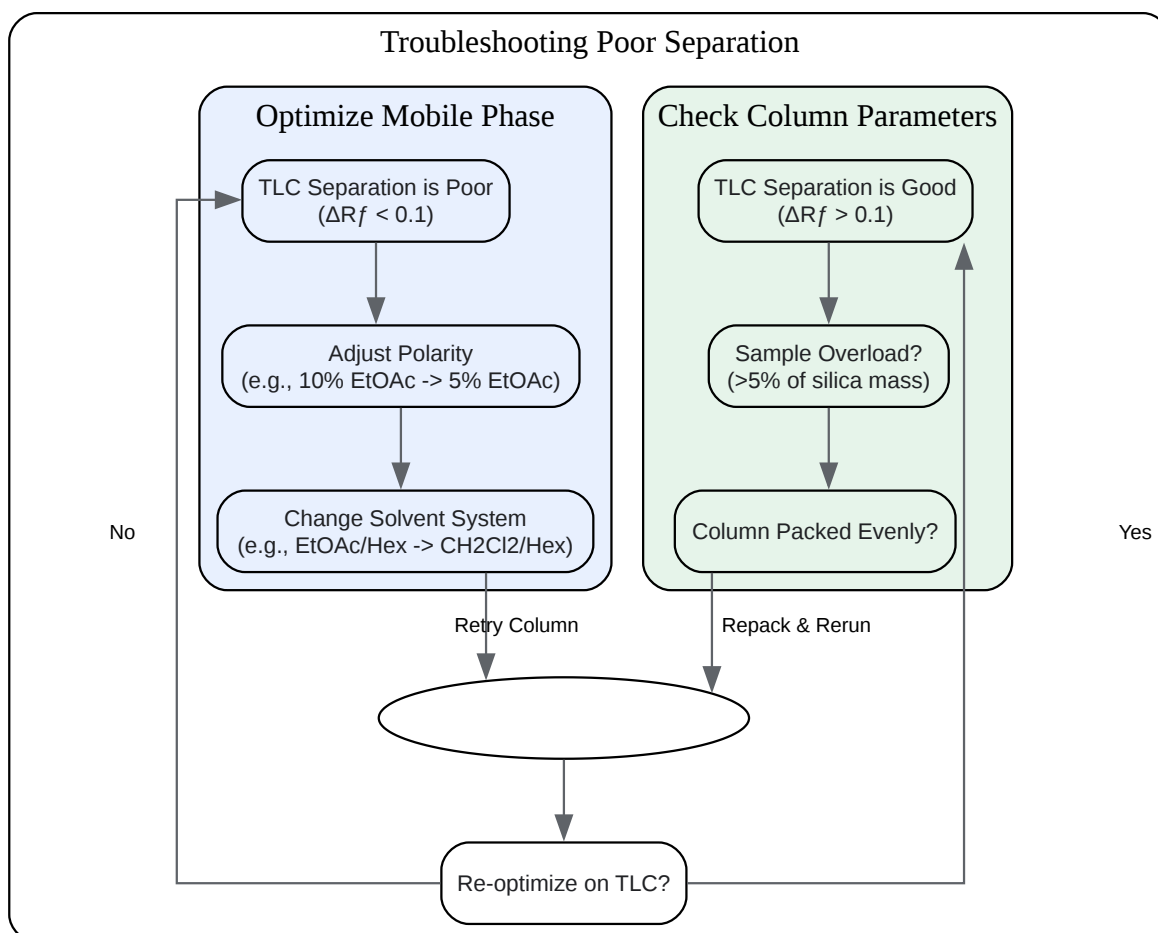 Troubleshooting Poor Separation
Optimize Mobile Phase
TLC Separation is Poor
(ΔRƒ < 0.1)
Adjust Polarity
(e.g., 10% EtOAc -> 5% EtOAc)
Change Solvent System
(e.g., EtOAc/Hex -> CH2Cl2/Hex)
Check Column Parameters
TLC Separation is Good
(ΔRƒ > 0.1)
Sample Overload?
(>5% of silica mass)
Column Packed Evenly?
No
Yes
Retry Column
Repack & Rerun
Re-optimize on TLC?